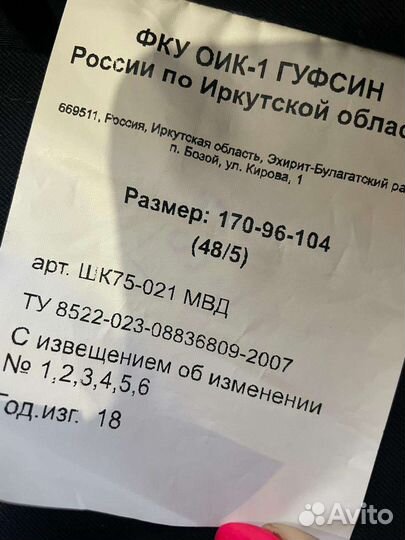 ФКУ ОИК-1 ГУФСИН
России по Иркутской облас
669511, Россия, Иркутская область, Эхирит-Булагатский ра
п. Бозой, ул. Кирова, 1
Размер: 170-96-104
(48/5)
арт. ШК75-021 МВД
ТУ 8522-023-08836809-2007
С извещением об изменении
№ 1,2,3,4,5,6
Год.изг. 18
Avito